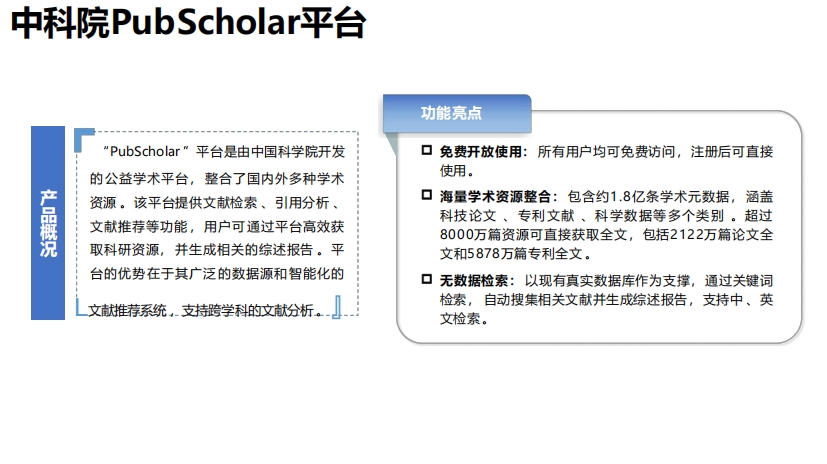 中科院PubScholar平台
产品概况
“PubScholar”平台是由中国科学院开发
的公益学术平台，整合了国内外多种学术
资源 。该平台提供文献检索 、引用分析 、
文献推荐等功能，用户可通过平台高效获
取科研资源，并生成相关的综述报告 。平
台的优势在于其广泛的数据源和智能化的
文献推荐系统 ，支持跨学科的文献分析 。
功能亮点
免费开放使用：所有用户均可免费访问，注册后可直接
使用。
海量学术资源整合：包含约1.8亿条学术元数据，涵盖
科技论文 、专利文献 、科学数据等多个类别 。超过
8000万篇资源可直接获取全文，包括2122万篇论文全
文和5878万篇专利全文。
无数据检索：以现有真实数据库作为支撑，通过关键词
检索，自动搜集相关文献并生成综述报告，支持中 、英
文检索。